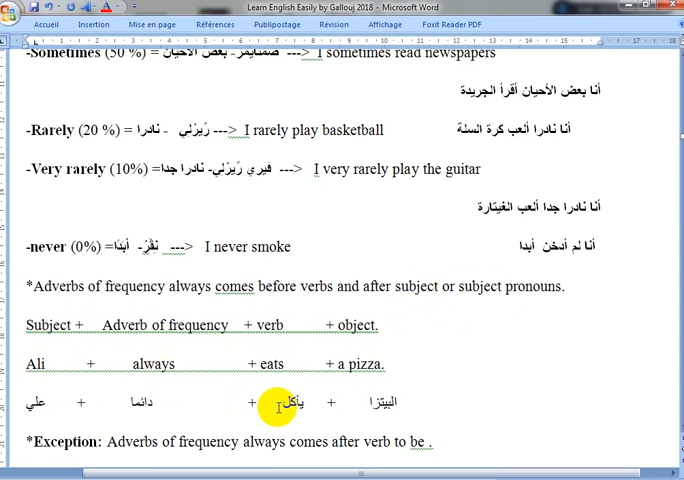 Learn English Easily by Gallouj 2018 - Microsoft Word
Accueil Insertion Mise en page Références Publipostage Révision Affichage Foxit Reader PDF
-Sometimes (50 %) = صمتايمز- بعض الأحيان ---> I sometimes read newspapers
أنا بعض الأحيان أقرأ الجريدة
-Rarely (20 %) = رِّيرْلي - نادرا ---> I rarely play basketball أنا نادرا ألعب كرة السلة
-Very rarely (10%) =فيري رِّيرْلي- نادرا جدا ---> I very rarely play the guitar
أنا نادرا جدا ألعب الغيتارة
-never (0%) =نِڤْرْ- أبدًا ---> I never smoke أنا لم أدخن أبدا
*Adverbs of frequency always comes before verbs and after subject or subject pronouns.
Subject + Adverb of frequency + verb + object.
Ali + always + eats + a pizza.
علي + دائما + يأكل + البيتزا
*Exception: Adverbs of frequency always comes after verb to be .